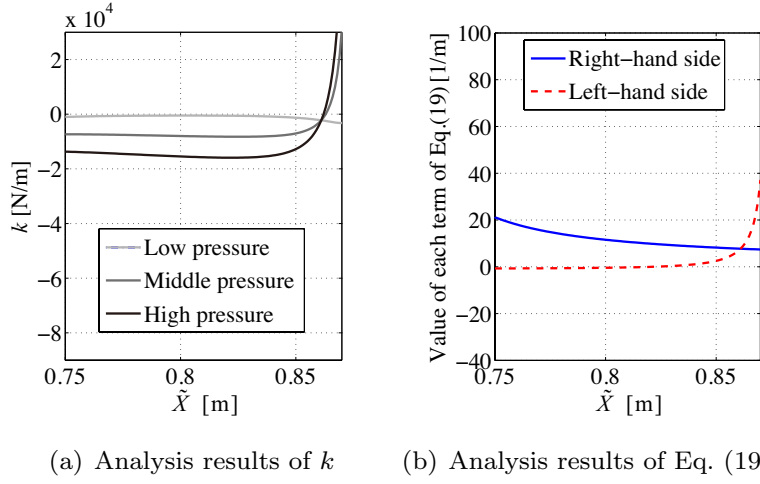 x 10⁴
2
0
−2
−4
−6
−8
k [N/m]
Low pressure
Middle pressure
High pressure
0.75
0.8
0.85
X̃ [m]
(a) Analysis results of k
100
80
60
40
20
0
−20
−40
Value of each term of Eq.(19) [1/m]
Right−hand side
Left−hand side
0.75
0.8
0.85
X̃ [m]
(b) Analysis results of Eq. (19